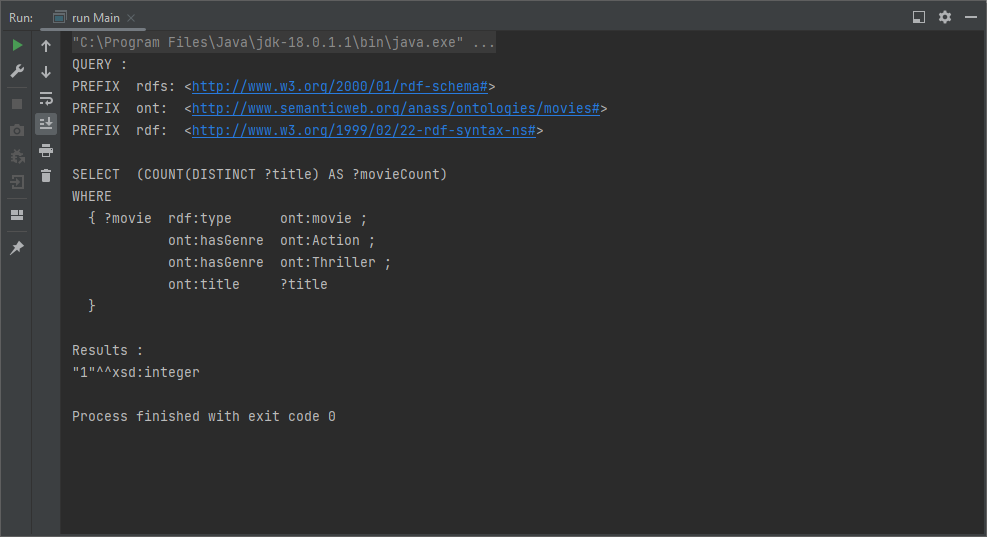 Run: run Main
"C:\Program Files\Java\jdk-18.0.1.1\bin\java.exe" ...
QUERY :
PREFIX  rdfs: <http://www.w3.org/2000/01/rdf-schema#>
PREFIX  ont:  <http://www.semanticweb.org/anass/ontologies/movies#>
PREFIX  rdf:  <http://www.w3.org/1999/02/22-rdf-syntax-ns#>

SELECT  (COUNT(DISTINCT ?title) AS ?movieCount)
WHERE
  { ?movie  rdf:type      ont:movie ;
            ont:hasGenre  ont:Action ;
            ont:hasGenre  ont:Thriller ;
            ont:title     ?title
  }

Results :
"1"^^xsd:integer

Process finished with exit code 0